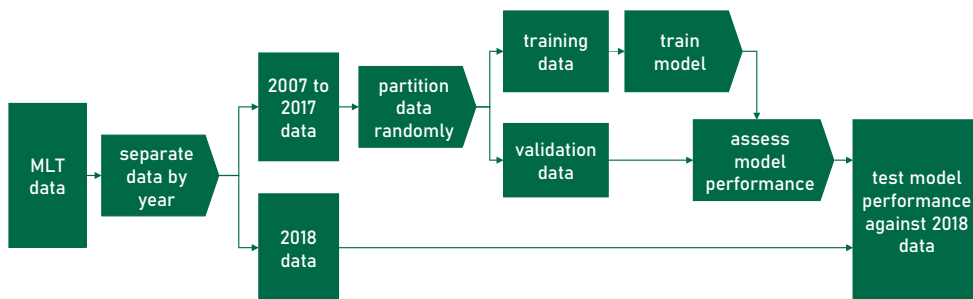 MLT
data
separate
data by
year
2007 to
2017
data
2018
data
partition
data
randomly
training
data
train
model
validation
data
assess
model
performance
test model
performance
against 2018
data